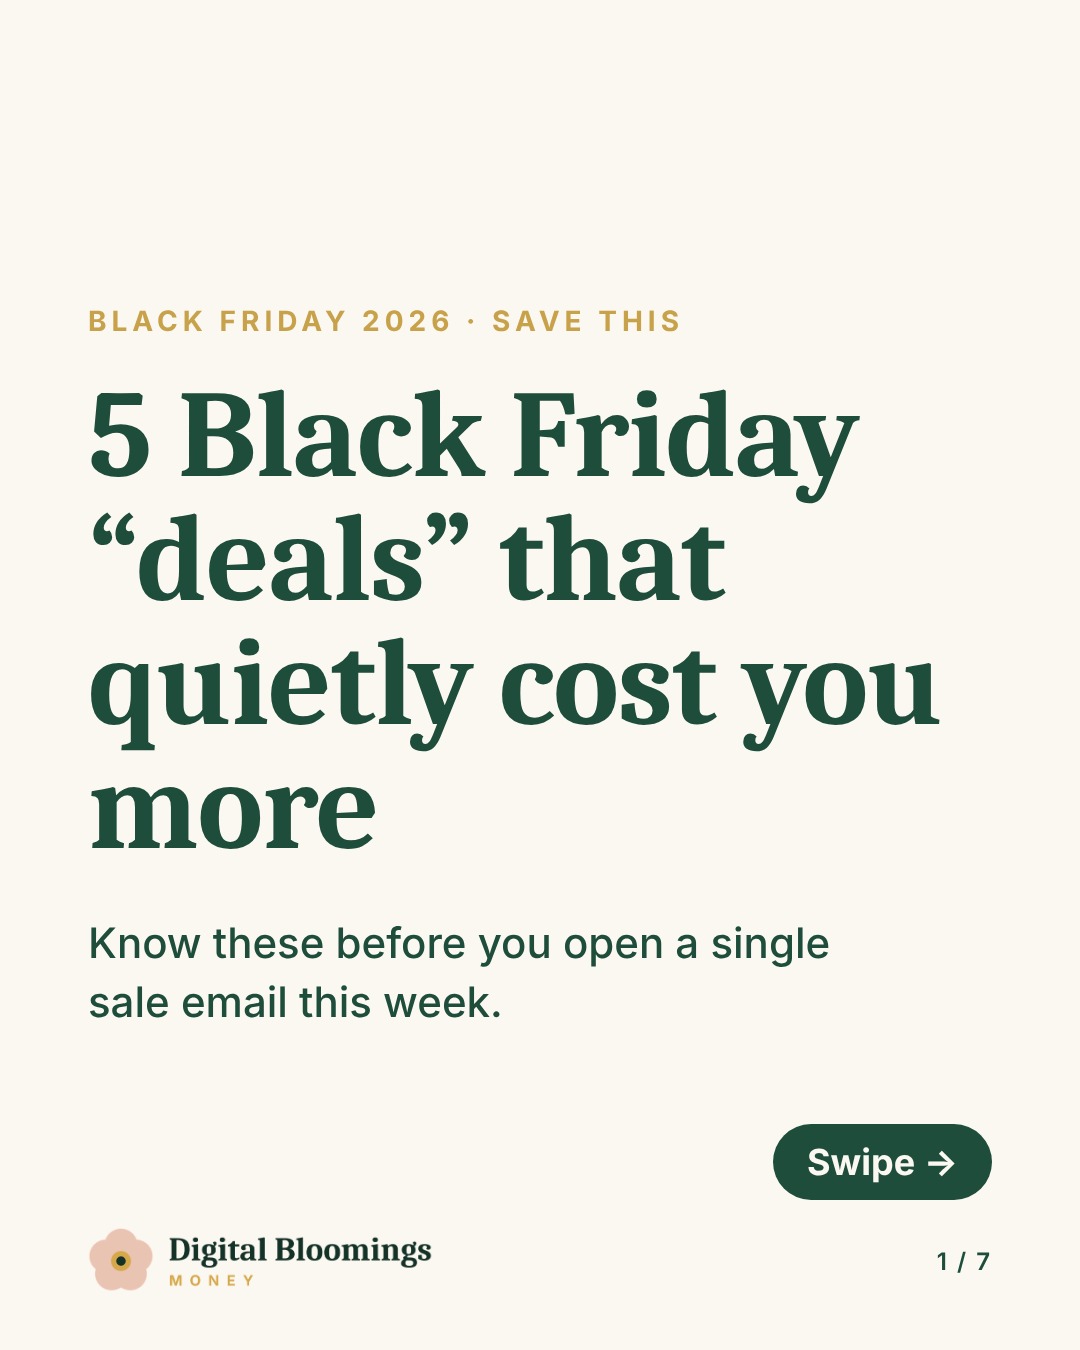 BLACK FRIDAY 2026 · SAVE THIS
5 Black Friday
“deals” that
quietly cost you
more
Know these before you open a single
sale email this week.
Swipe →
Digital Bloomings
MONEY
1 / 7